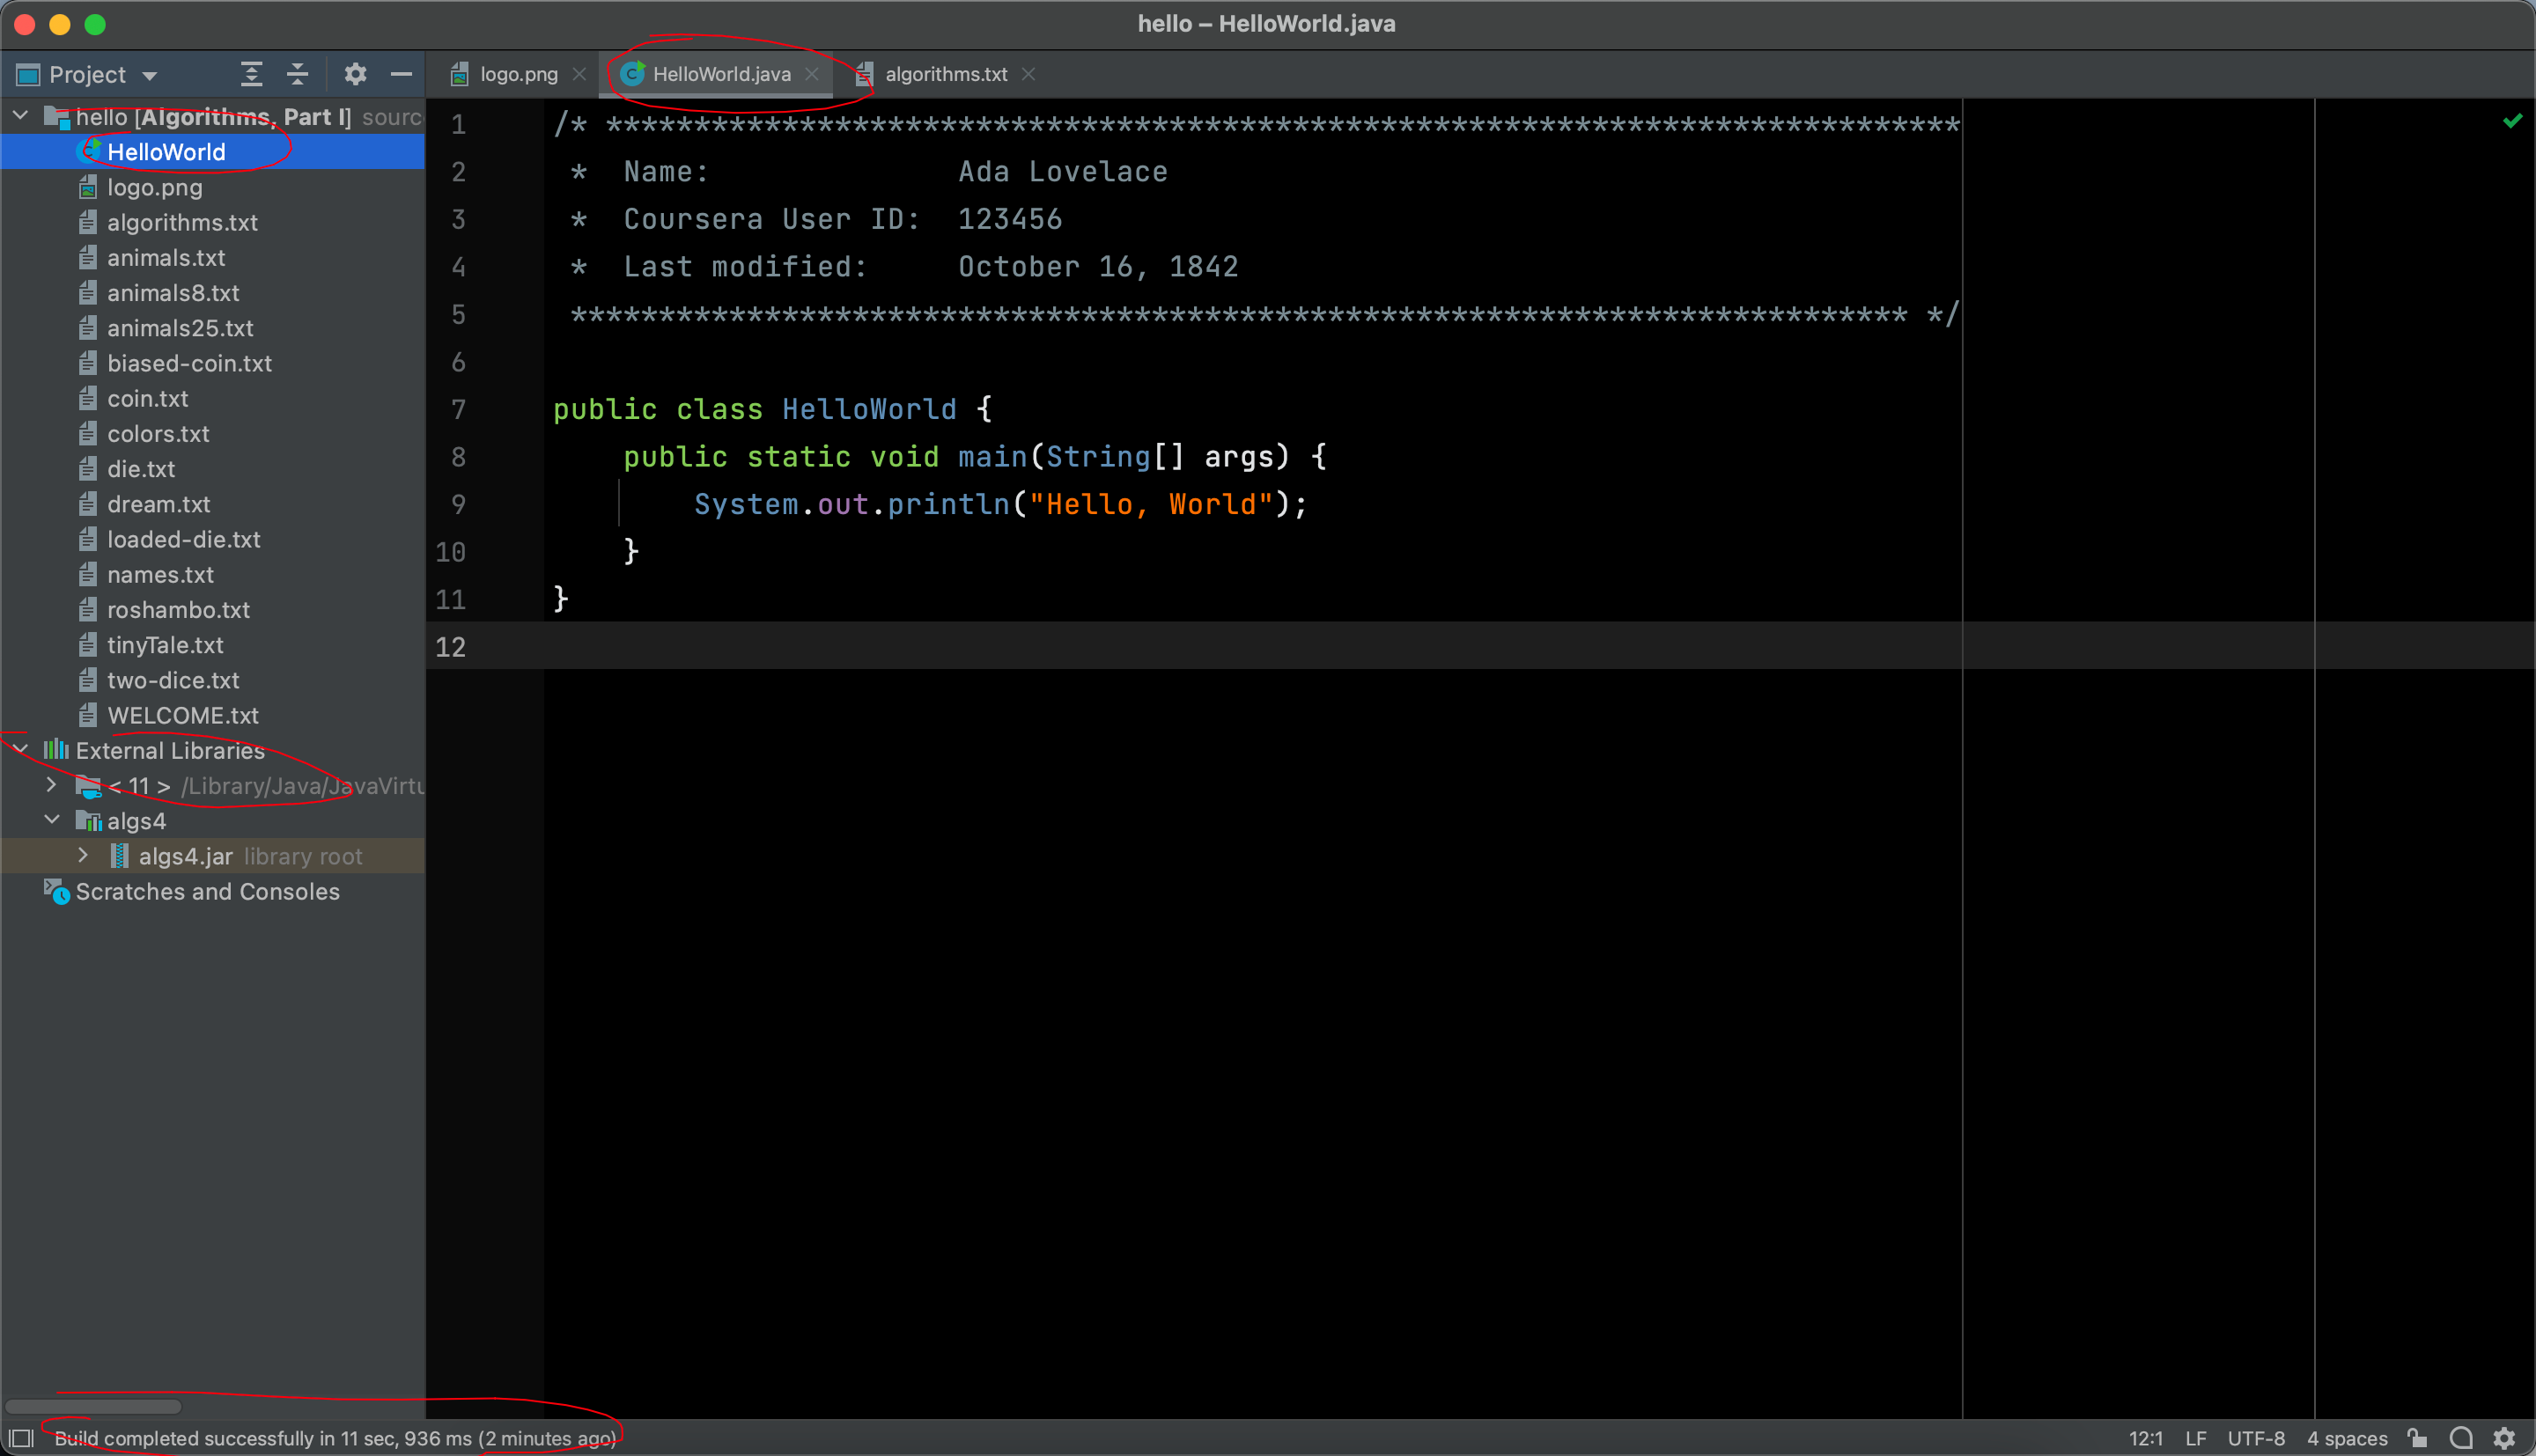 hello – HelloWorld.java
Project
logo.png
HelloWorld.java
algorithms.txt
hello [Algorithms, Part I] sourc
HelloWorld
logo.png
algorithms.txt
animals.txt
animals8.txt
animals25.txt
biased-coin.txt
coin.txt
colors.txt
die.txt
dream.txt
loaded-die.txt
names.txt
roshambo.txt
tinyTale.txt
two-dice.txt
WELCOME.txt
External Libraries
< 11 > /Library/Java/JavaVirtu
algs4
algs4.jar library root
Scratches and Consoles
1 /* *****************************************************************************
2  *  Name:              Ada Lovelace
3  *  Coursera User ID:  123456
4  *  Last modified:     October 16, 1842
5  **************************************************************************** */
6
7 public class HelloWorld {
8     public static void main(String[] args) {
9         System.out.println("Hello, World");
10     }
11 }
12
Build completed successfully in 11 sec, 936 ms (2 minutes ago)
12:1 LF UTF-8 4 spaces